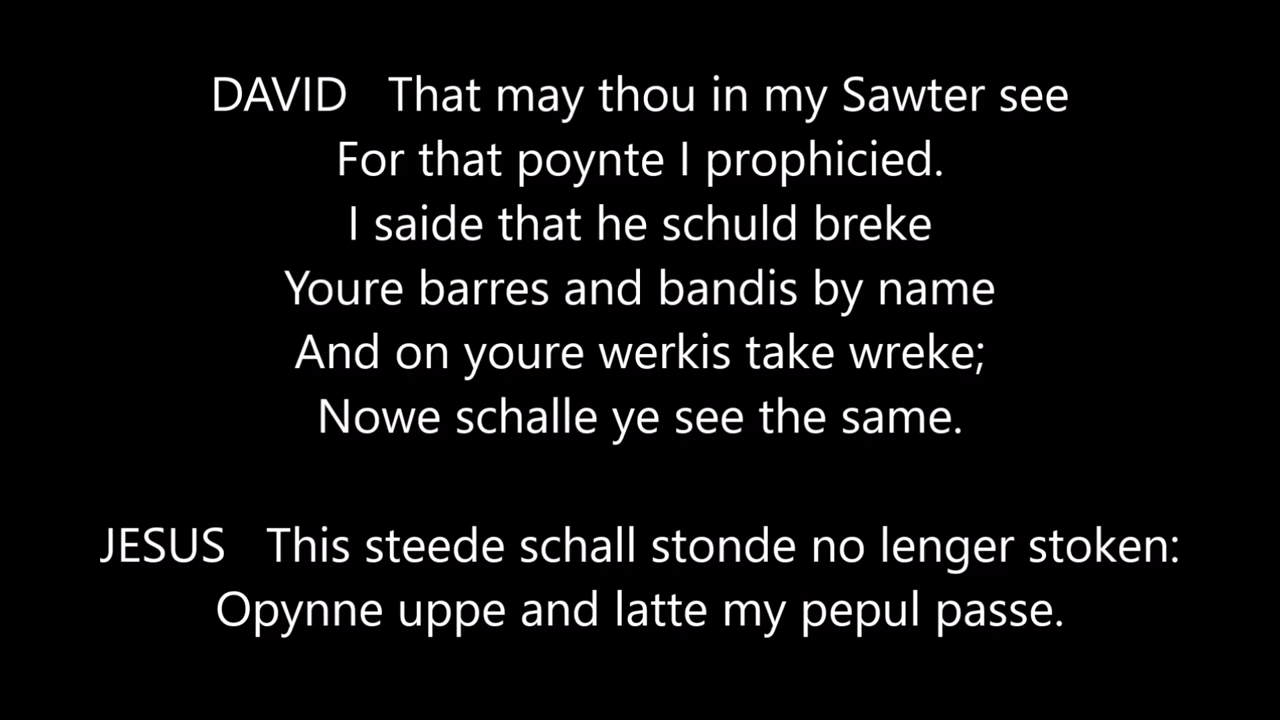 DAVID That may thou in my Sawter see
For that poynte I prophicied.
I saide that he schuld breke
Youre barres and bandis by name
And on youre werkis take wreke;
Nowe schalle ye see the same.
JESUS This steede schall stonde no lenger stoken:
Opynne uppe and latte my pepul passe.